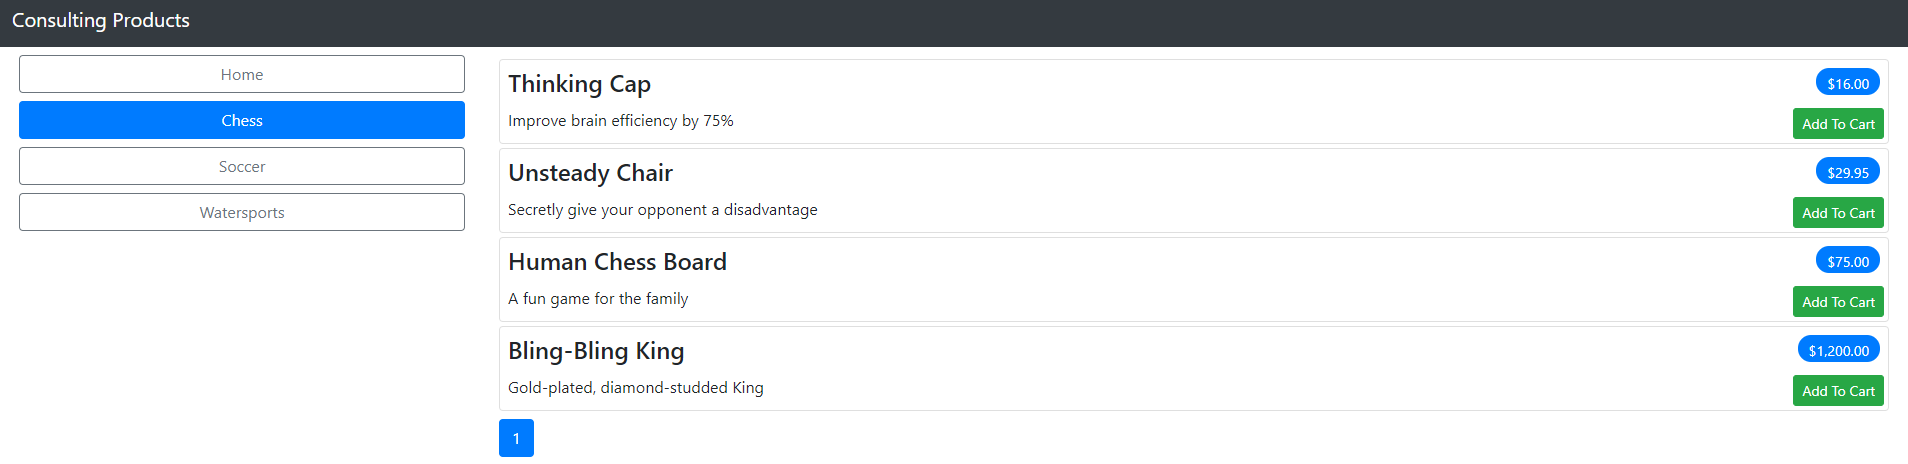 Consulting Products
Home
Chess
Soccer
Watersports
Thinking Cap
$16.00
Improve brain efficiency by 75%
Add To Cart
Unsteady Chair
$29.95
Secretly give your opponent a disadvantage
Add To Cart
Human Chess Board
$75.00
A fun game for the family
Add To Cart
Bling-Bling King
$1,200.00
Gold-plated, diamond-studded King
Add To Cart
1